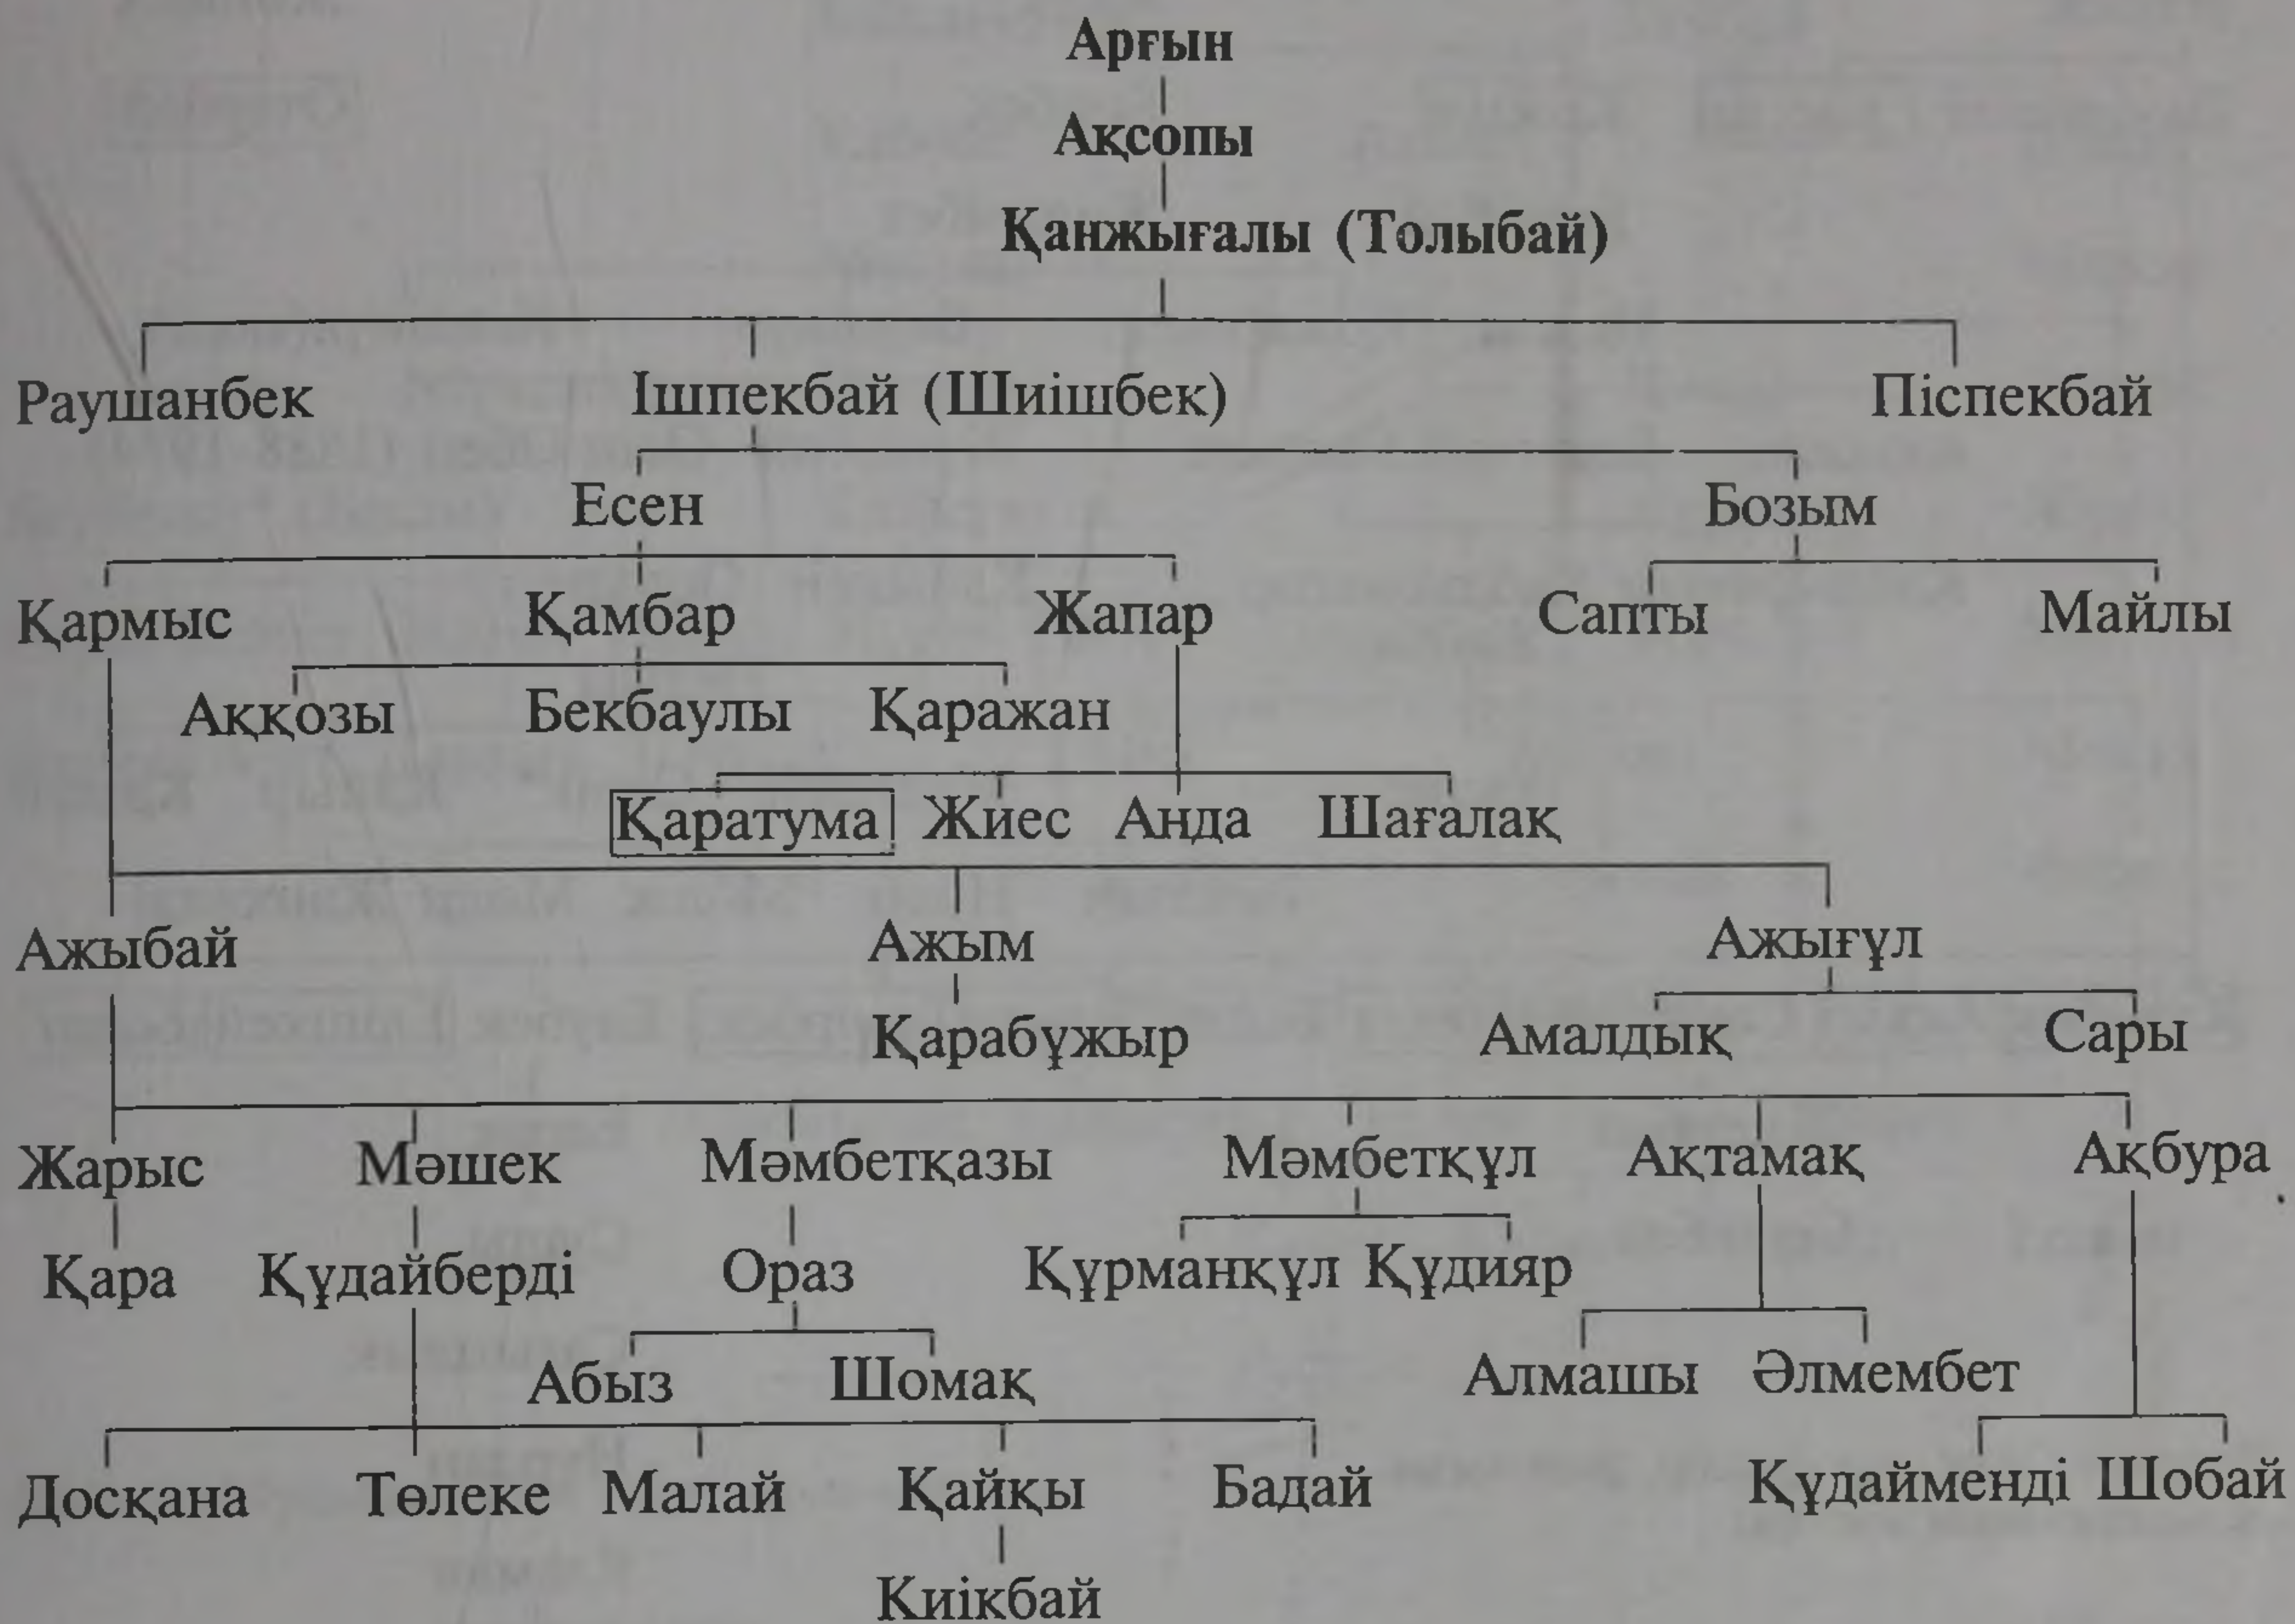 Арғын
Ақсопы
Қанжығалы (Толыбай)
Раушанбек Ішпекбай (Шиішбек) Піспекбай
Есен Бозым
Қармыс Қамбар Жапар Сапты Майлы
Аққозы Бекбаулы Қаражан
Қаратума Жиес Анда Шағалақ
Ажыбай Ажым Ажығұл
Қарабұжыр Амалдық Сары
Жарыс Мәшек Мәмбетқазы Мәмбетқұл Ақтамақ Ақбура
Қара Құдайберді Ораз Құрманқұл Құдияр
Абыз Шомақ Алмашы Әлмембет
Досқана Төлеке Малай Қайқы Бадай Құдайменді Шобай
Киікбай